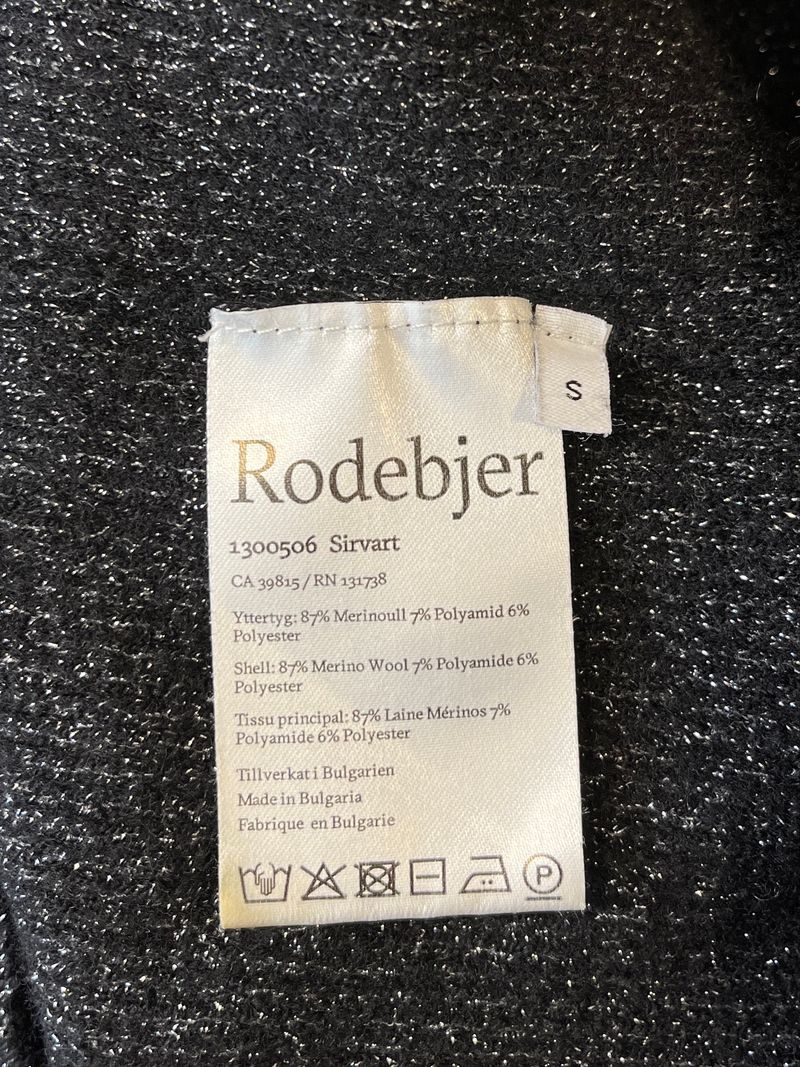 S
Rodebjer
1300506 Sirvart
CA 39815 / RN 131738
Yttertyg: 87% Merinoull 7% Polyamid 6%
Polyester
Shell: 87% Merino Wool 7% Polyamide 6%
Polyester
Tissu principal: 87% Laine Mérinos 7%
Polyamide 6% Polyester
Tillverkat i Bulgarien
Made in Bulgaria
Fabrique en Bulgarie
P